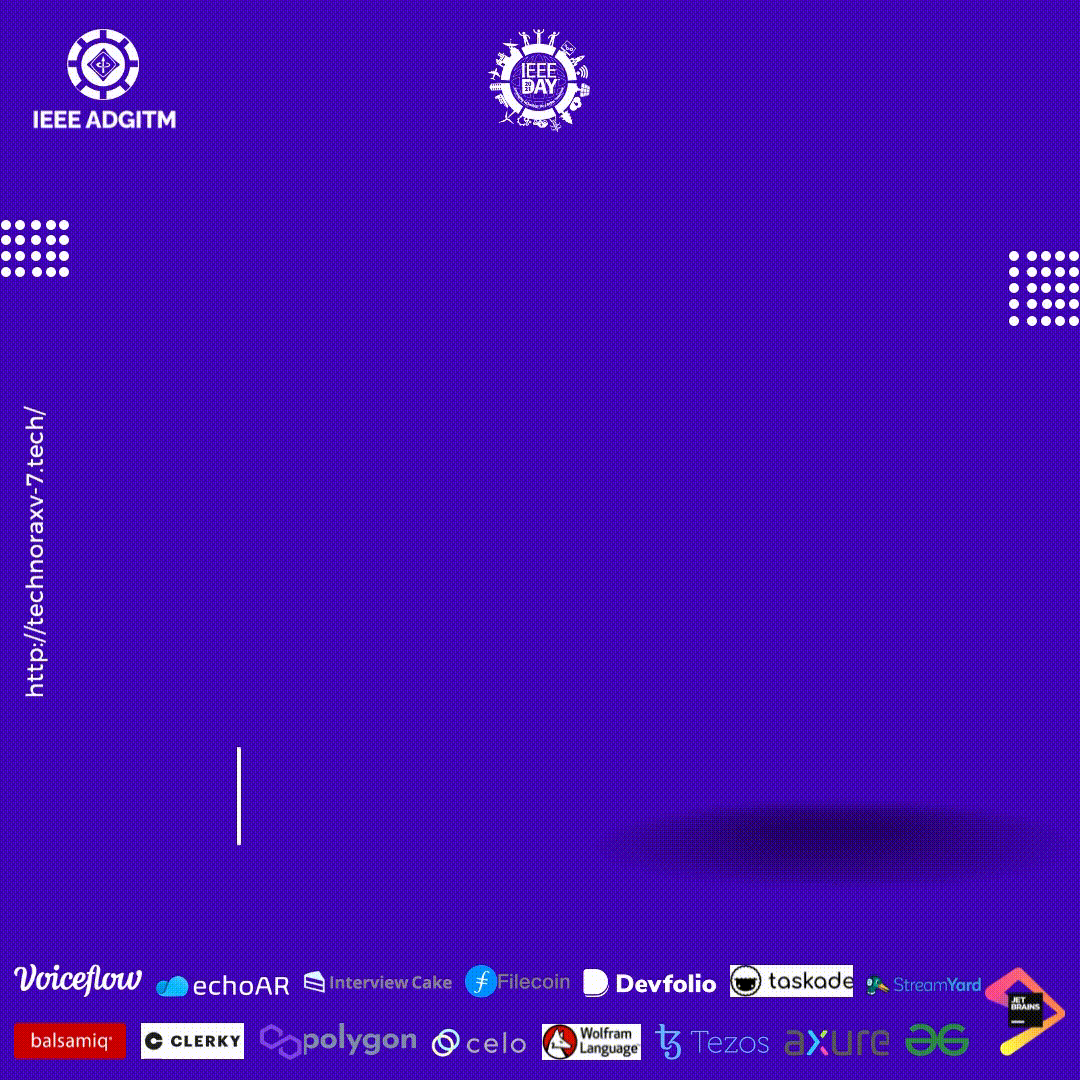 IEEE ADGITM
IEEE
DAY
http://technoraxv-7.tech/
Voiceflow
echoAR
Interview Cake
Filecoin
Devfolio
taskade
StreamYard
JET
BRAINS
balsamiq
CLERKY
polygon
celo
Wolfram
Language
Tezos
axure